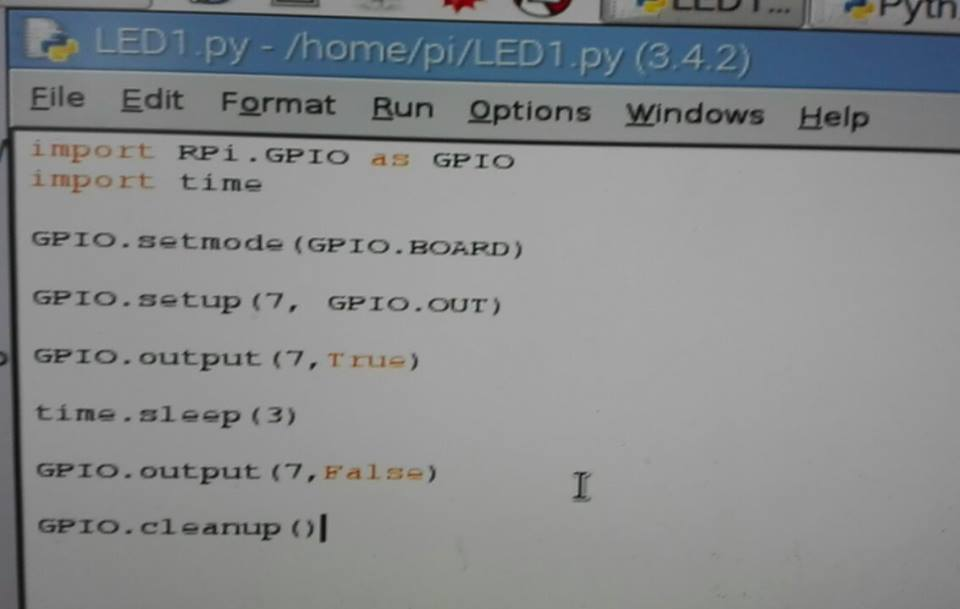 LED1...
Pyth
LED1.py - /home/pi/LED1.py (3.4.2)
File Edit Format Run Options Windows Help
import RPi.GPIO as GPIO
import time
GPIO.setmode(GPIO.BOARD)
GPIO.setup(7, GPIO.OUT)
GPIO.output(7,True)
time.sleep(3)
GPIO.output(7,False)
GPIO.cleanup()